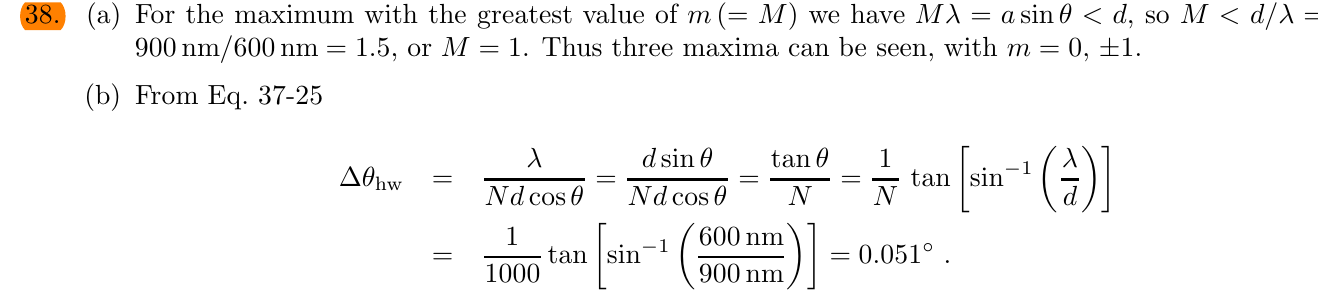 38. (a) For the maximum with the greatest value of m (= M) we have Mλ = a sin θ < d, so M < d/λ =
900 nm/600 nm = 1.5, or M = 1. Thus three maxima can be seen, with m = 0, ±1.
(b) From Eq. 37-25
Δθ_hw = λ/(Nd cos θ) = (d sin θ)/(Nd cos θ) = (tan θ)/N = (1/N) tan [sin⁻¹ (λ/d)]
= (1/1000) tan [sin⁻¹ (600 nm/900 nm)] = 0.051° .